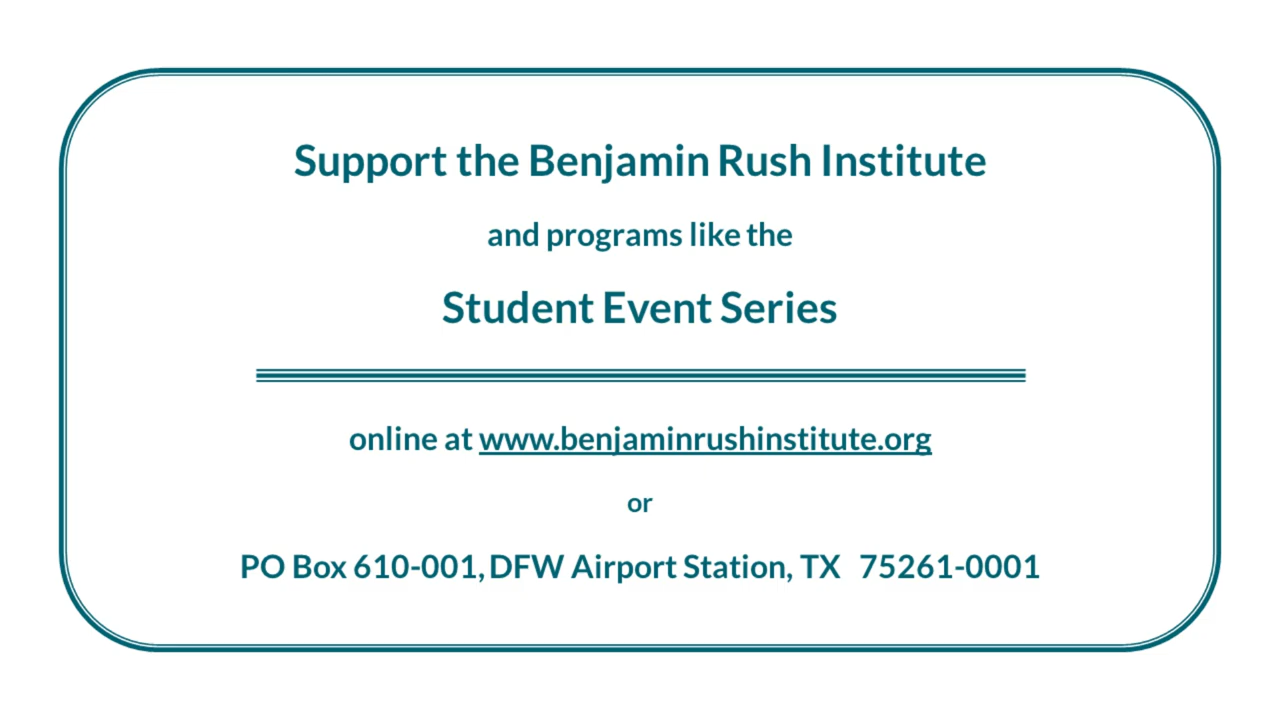 Support the Benjamin Rush Institute
and programs like the
Student Event Series
online at www.benjaminrushinstitute.org
or
PO Box 610-001, DFW Airport Station, TX 75261-0001